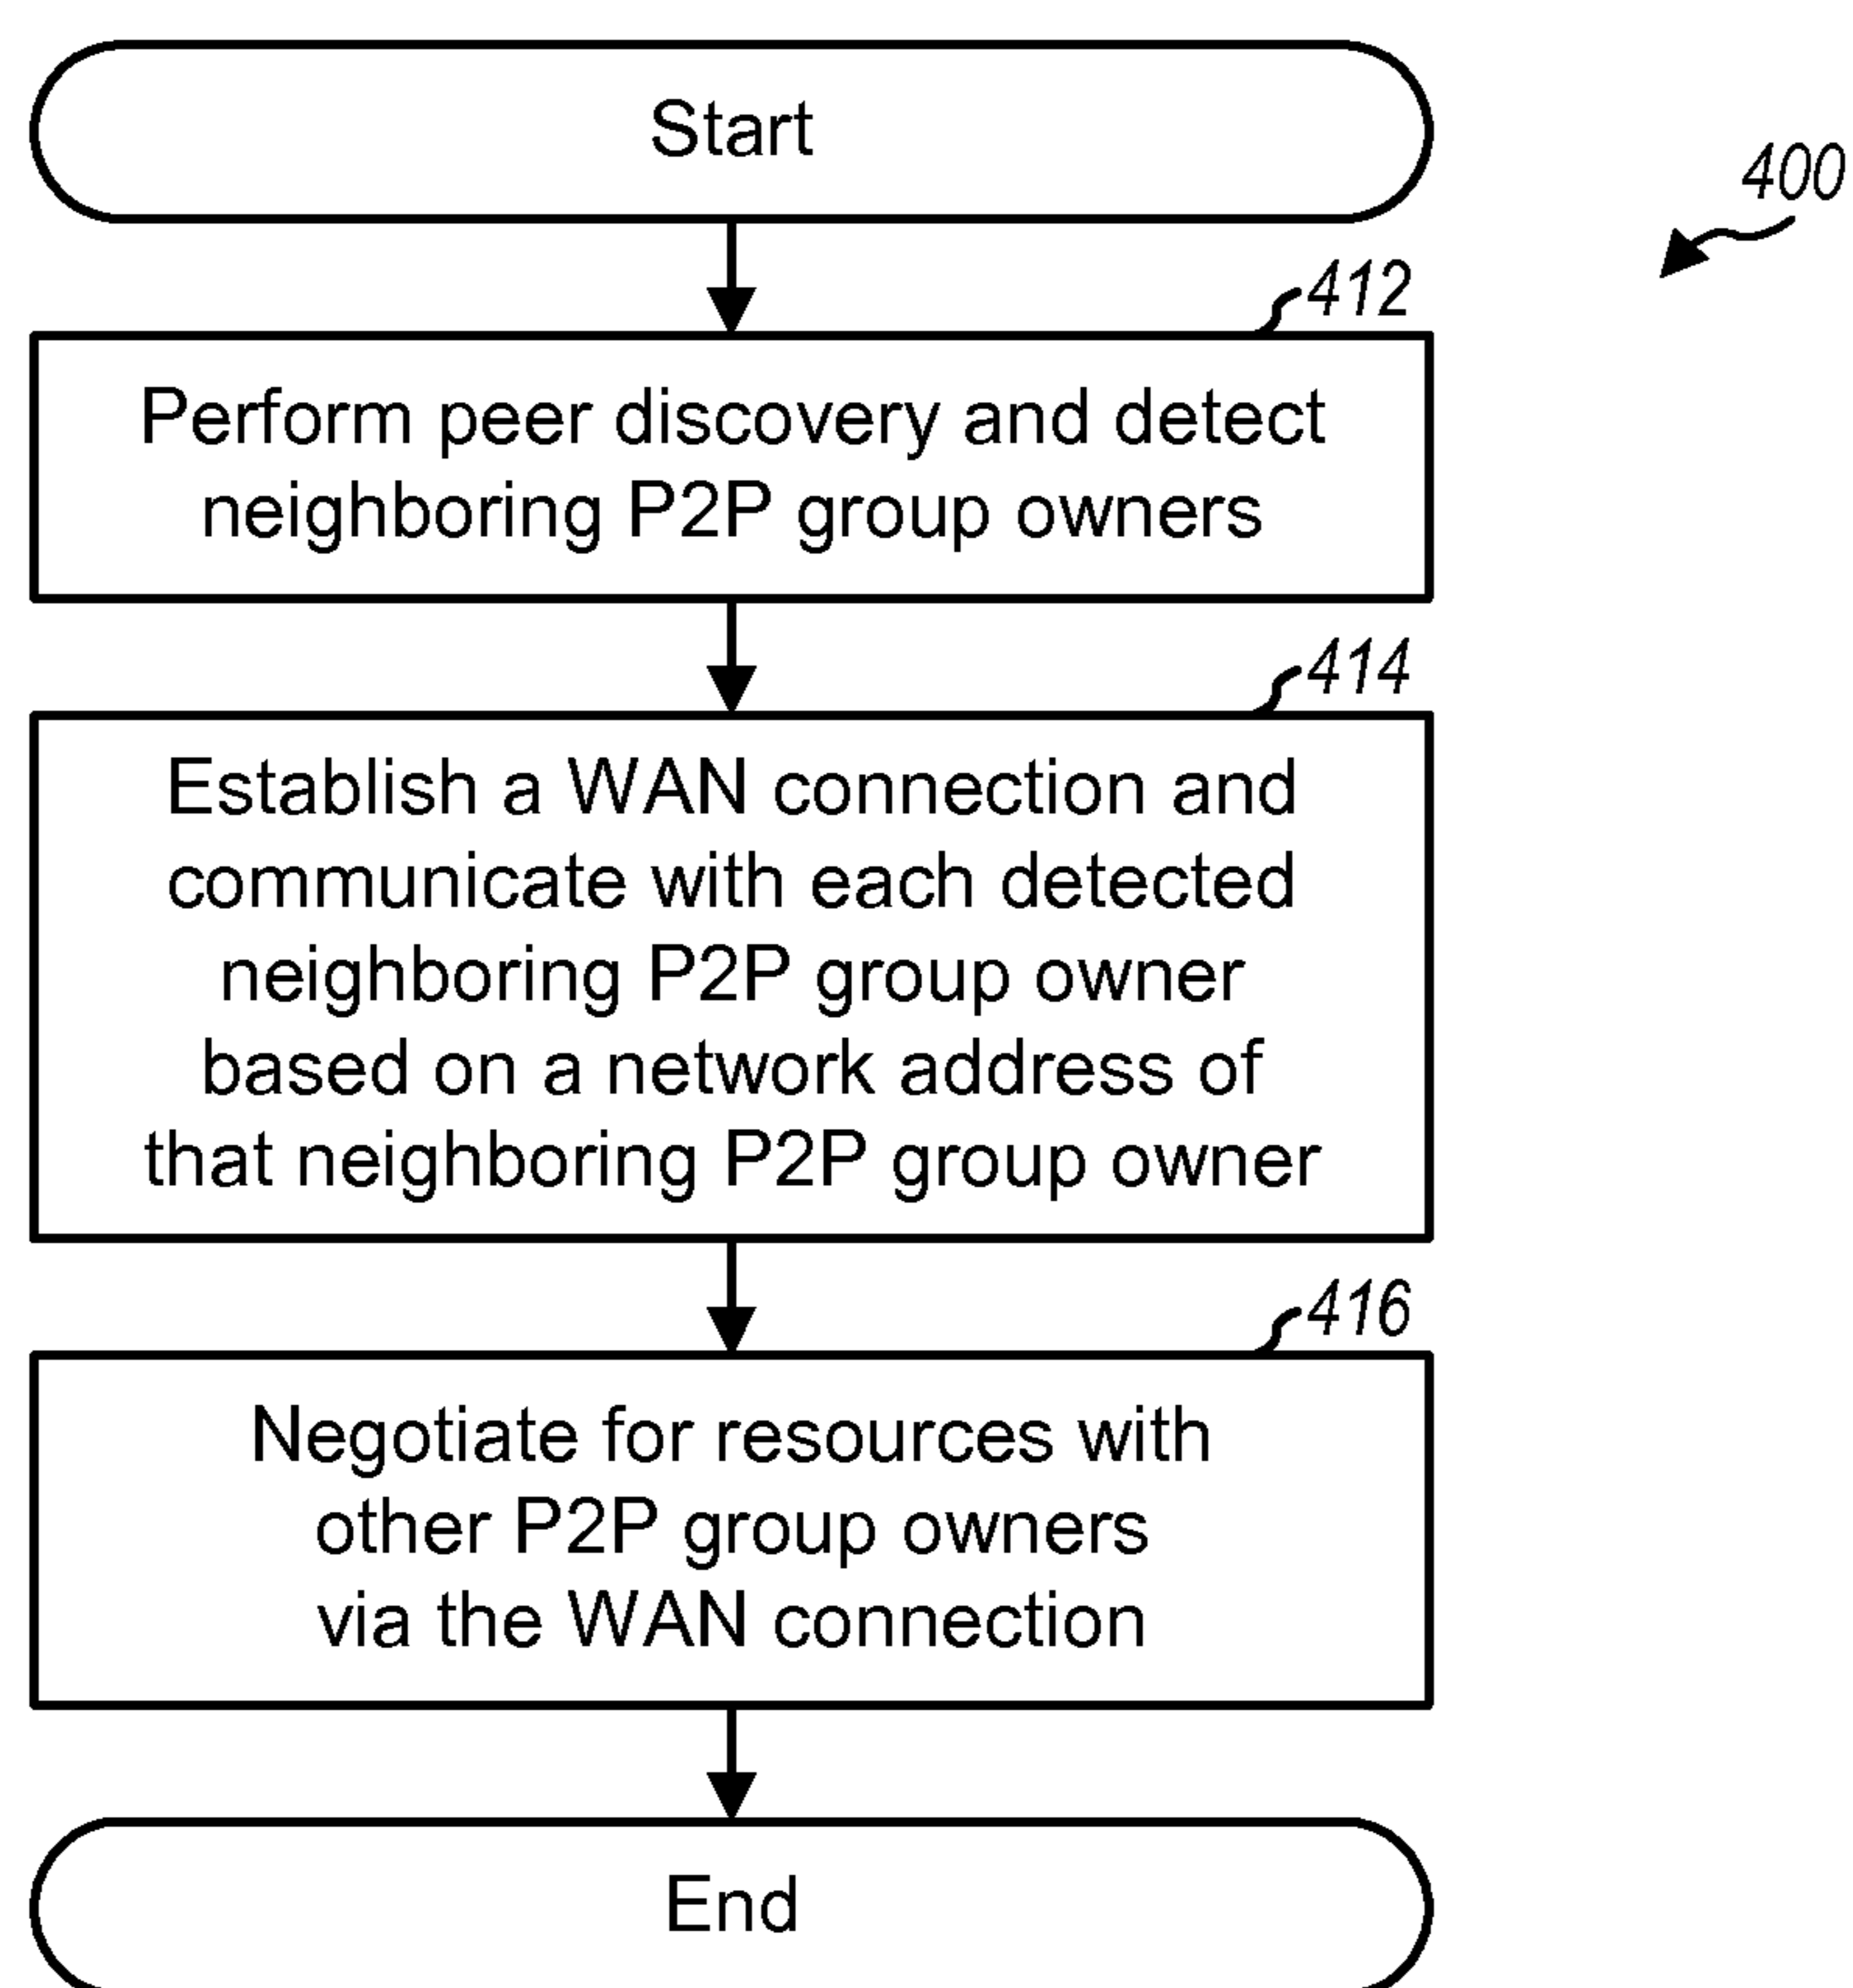 Start
400
412
Perform peer discovery and detect
neighboring P2P group owners
414
Establish a WAN connection and
communicate with each detected
neighboring P2P group owner
based on a network address of
that neighboring P2P group owner
416
Negotiate for resources with
other P2P group owners
via the WAN connection
End